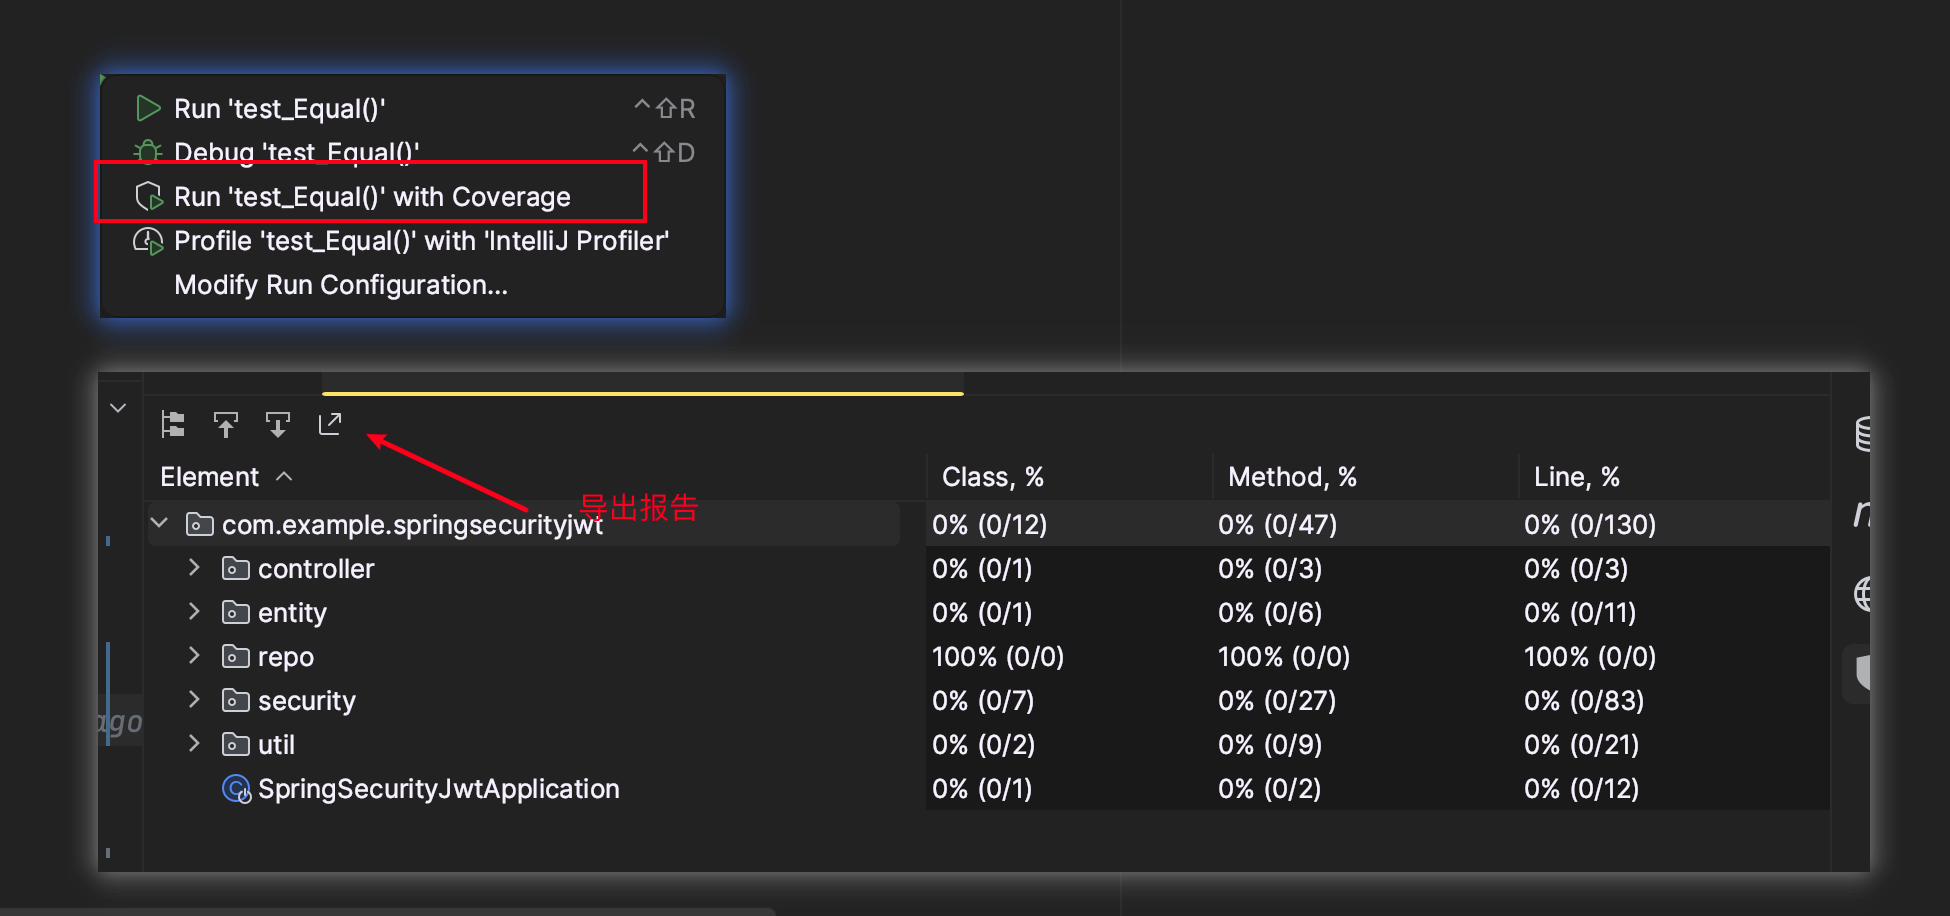 Run 'test_Equal()' ⌃⇧R
Debug 'test_Equal()' ⌃⇧D
Run 'test_Equal()' with Coverage
Profile 'test_Equal()' with 'IntelliJ Profiler'
Modify Run Configuration...
Element Class, % Method, % Line, %
导出报告
com.example.springsecurityjwt 0% (0/12) 0% (0/47) 0% (0/130)
controller 0% (0/1) 0% (0/3) 0% (0/3)
entity 0% (0/1) 0% (0/6) 0% (0/11)
repo 100% (0/0) 100% (0/0) 100% (0/0)
security 0% (0/7) 0% (0/27) 0% (0/83)
ago
util 0% (0/2) 0% (0/9) 0% (0/21)
SpringSecurityJwtApplication 0% (0/1) 0% (0/2) 0% (0/12)